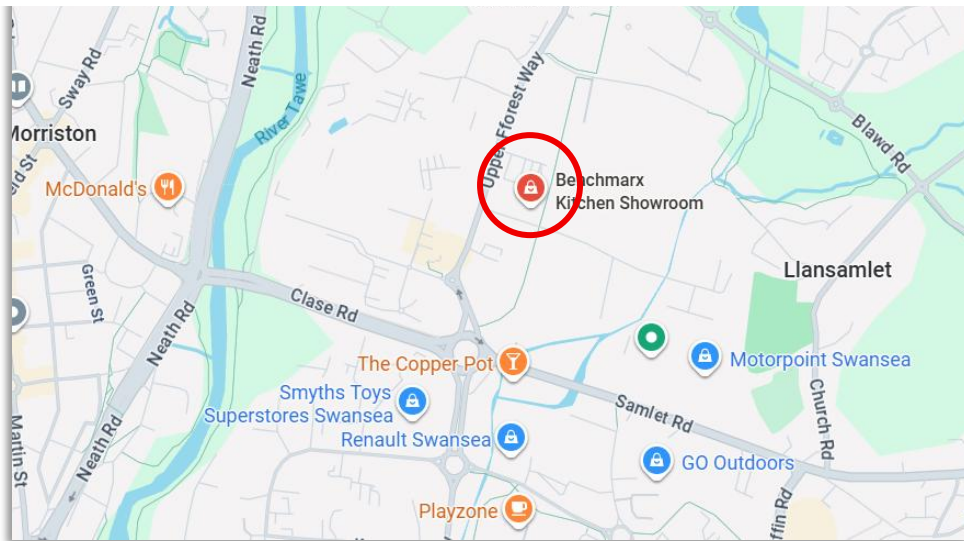 Sway Rd
Neath Rd
River Tawe
Upper Fforest Way
Blawd Rd
Morriston
McDonald's
Benchmarx
Kitchen Showroom
Green St
Clase Rd
Neath Rd
Llansamlet
The Copper Pot
Motorpoint Swansea
Smyths Toys
Superstores Swansea
Samlet Rd
Church Rd
Renault Swansea
Martin St
Neath Rd
GO Outdoors
Playzone